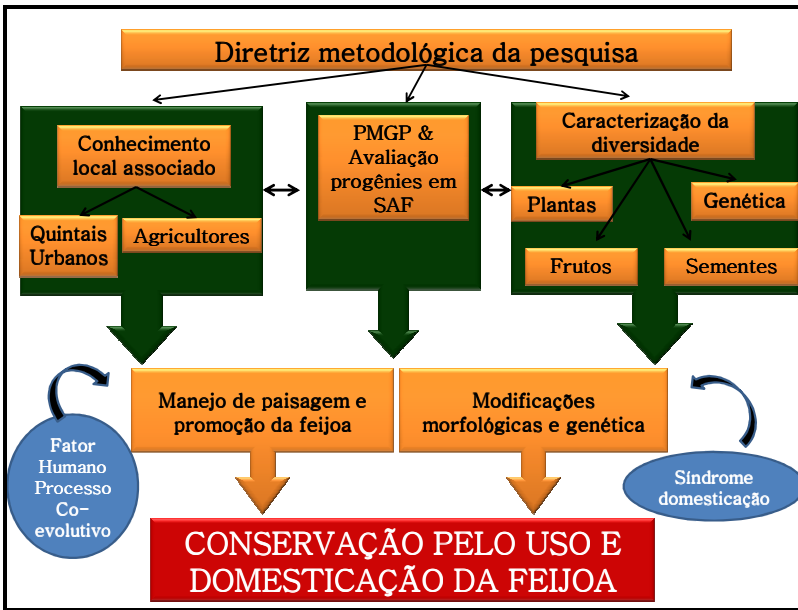 Diretriz metodológica da pesquisa
Conhecimento
local associado
Quintais
Urbanos
Agricultores
PMGP &
Avaliação
progênies em
SAF
Caracterização da
diversidade
Plantas
Genética
Frutos
Sementes
Manejo de paisagem e
promoção da feijoa
Modificações
morfológicas e genética
Fator
Humano
Processo
Co-
evolutivo
Síndrome
domesticação
CONSERVAÇÃO PELO USO E
DOMESTICAÇÃO DA FEIJOA